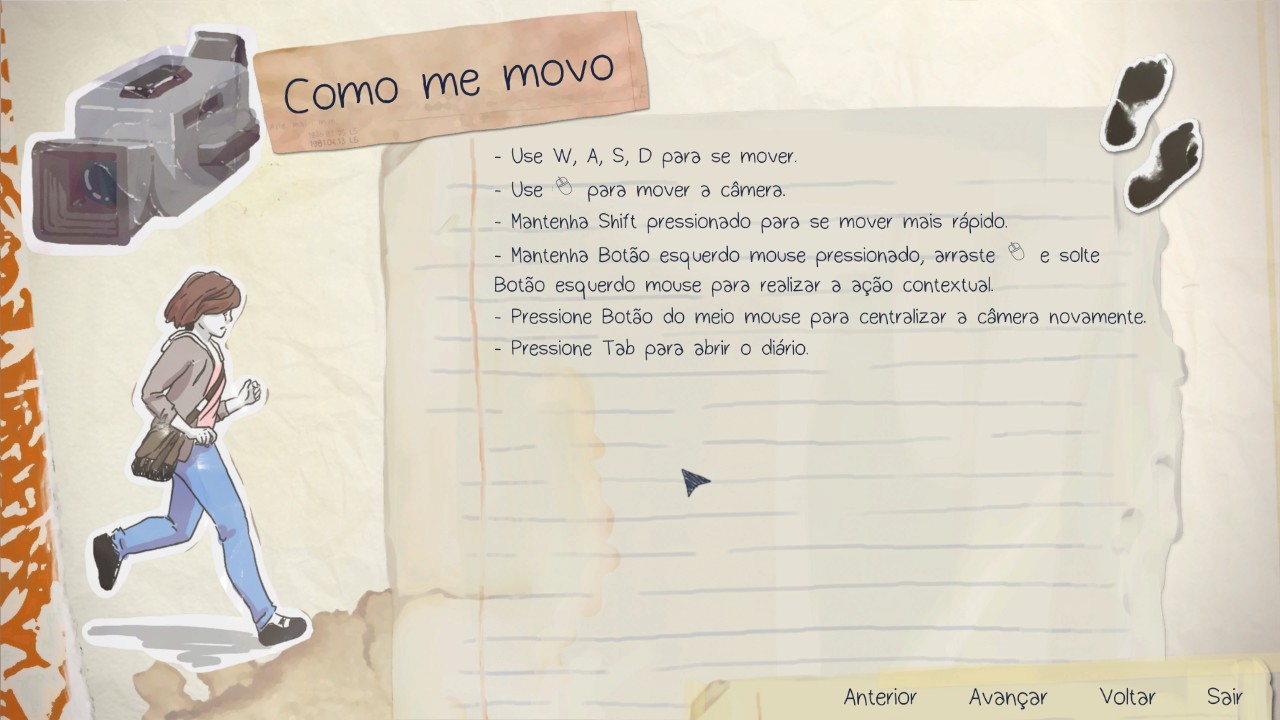 Como me movo
- Use W, A, S, D para se mover.
- Use para mover a câmera.
- Mantenha Shift pressionado para se mover mais rápido.
- Mantenha Botão esquerdo mouse pressionado, arraste e solte
Botão esquerdo mouse para realizar a ação contextual.
- Pressione Botão do meio mouse para centralizar a câmera novamente.
- Pressione Tab para abrir o diário.
Anterior Avançar Voltar Sair